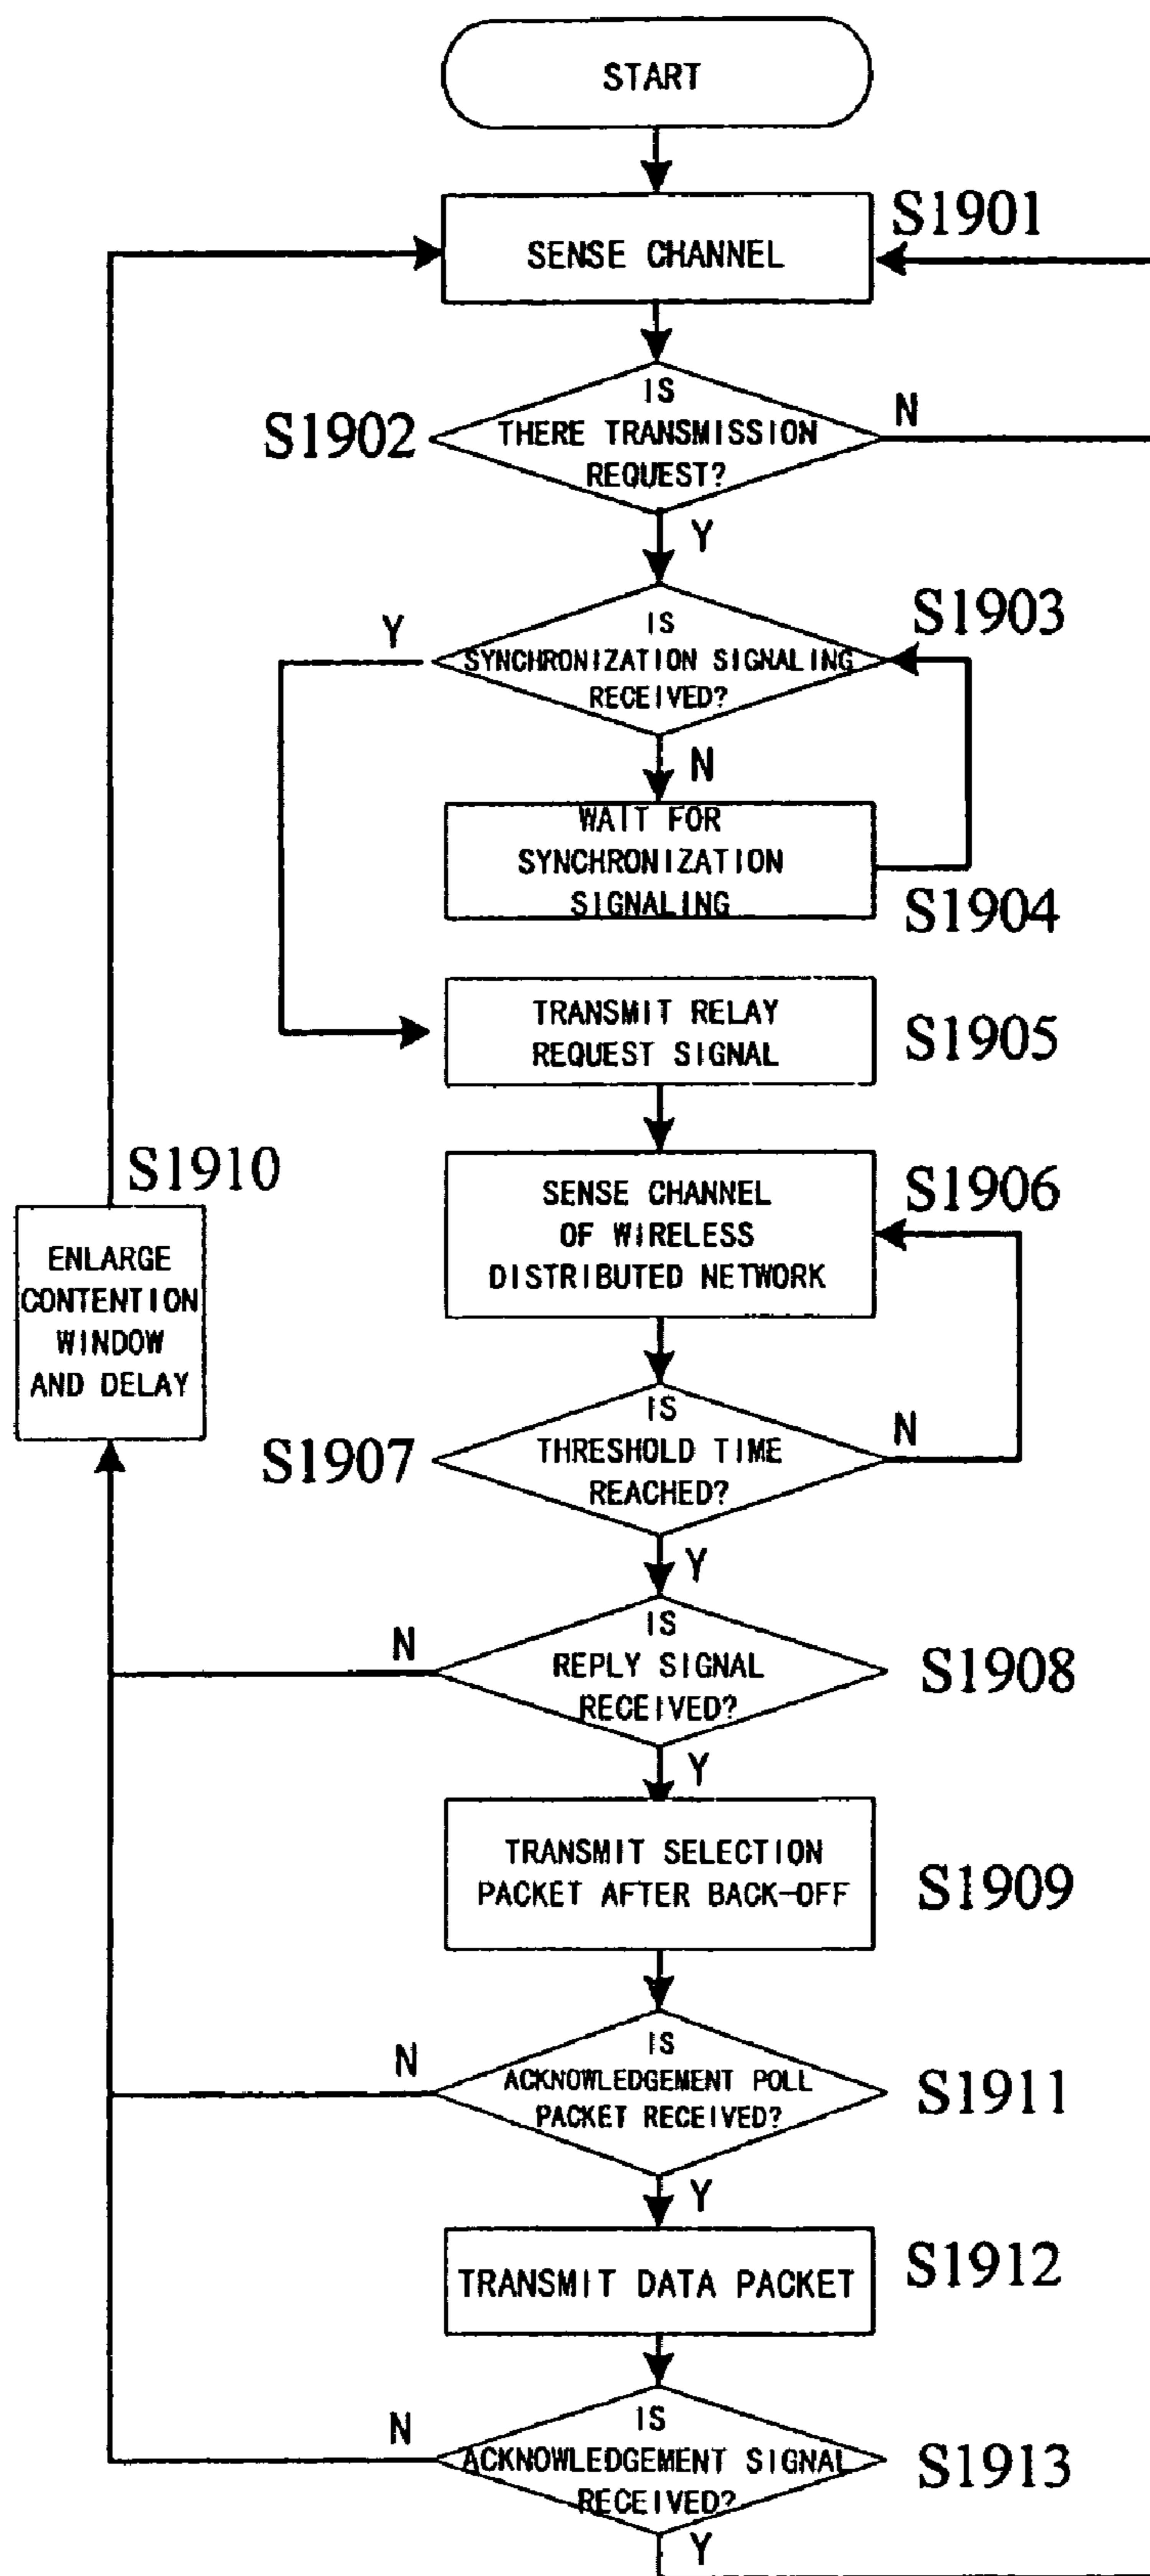 START
S1901
SENSE CHANNEL
IS
THERE TRANSMISSION
REQUEST?
S1902
N
Y
S1903
IS
SYNCHRONIZATION SIGNALING
RECEIVED?
Y
N
WAIT FOR
SYNCHRONIZATION
SIGNALING
S1904
TRANSMIT RELAY
REQUEST SIGNAL
S1905
S1910
ENLARGE
CONTENTION
WINDOW
AND DELAY
SENSE CHANNEL
OF WIRELESS
DISTRIBUTED NETWORK
S1906
IS
THRESHOLD TIME
REACHED?
S1907
N
Y
IS
REPLY SIGNAL
RECEIVED?
N
S1908
Y
TRANSMIT SELECTION
PACKET AFTER BACK-OFF
S1909
IS
ACKNOWLEDGEMENT POLL
PACKET RECEIVED?
N
S1911
Y
TRANSMIT DATA PACKET
S1912
IS
ACKNOWLEDGEMENT SIGNAL
RECEIVED?
N
S1913
Y